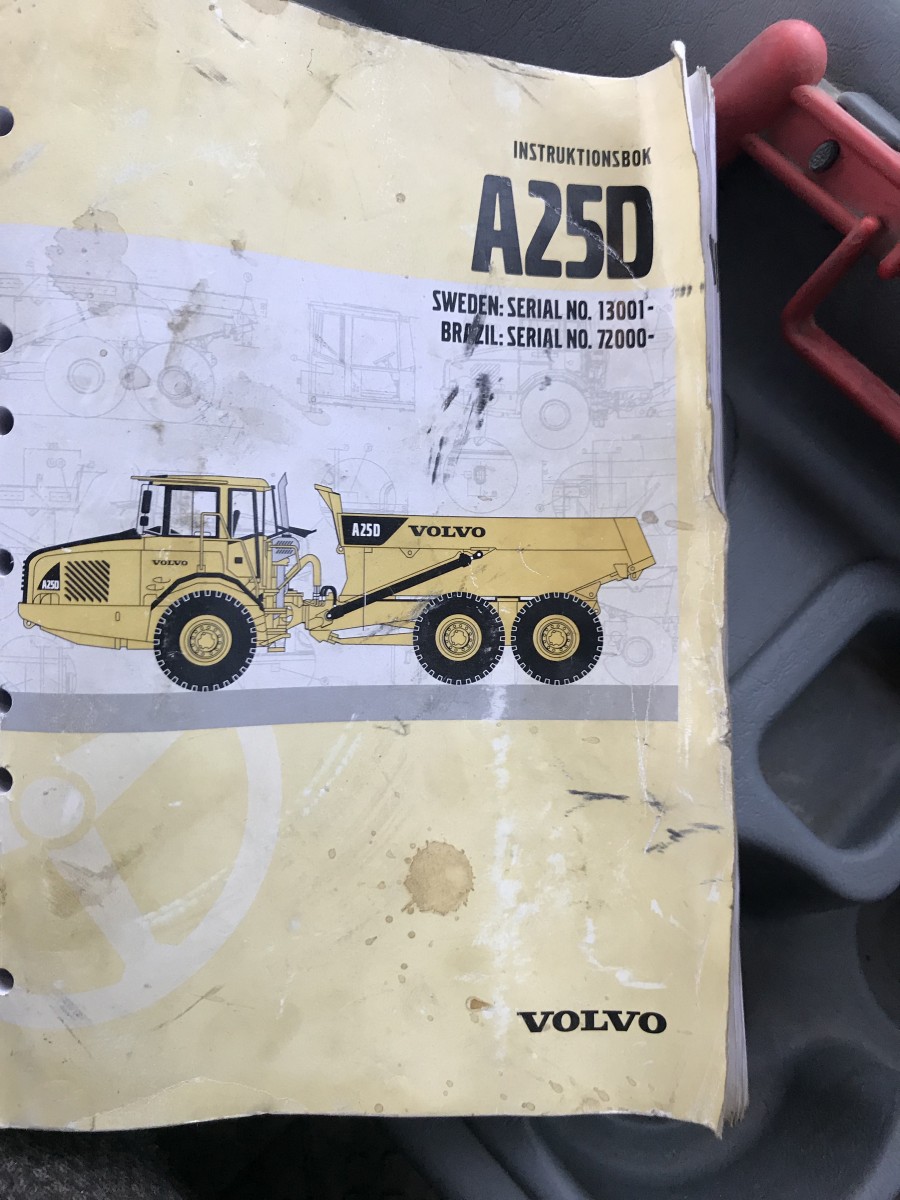 INSTRUKTIONSBOK
A25D
SWEDEN: SERIAL NO. 13001-
BRAZIL: SERIAL NO. 72000-
A25D VOLVO
VOLVO
A25D
VOLVO